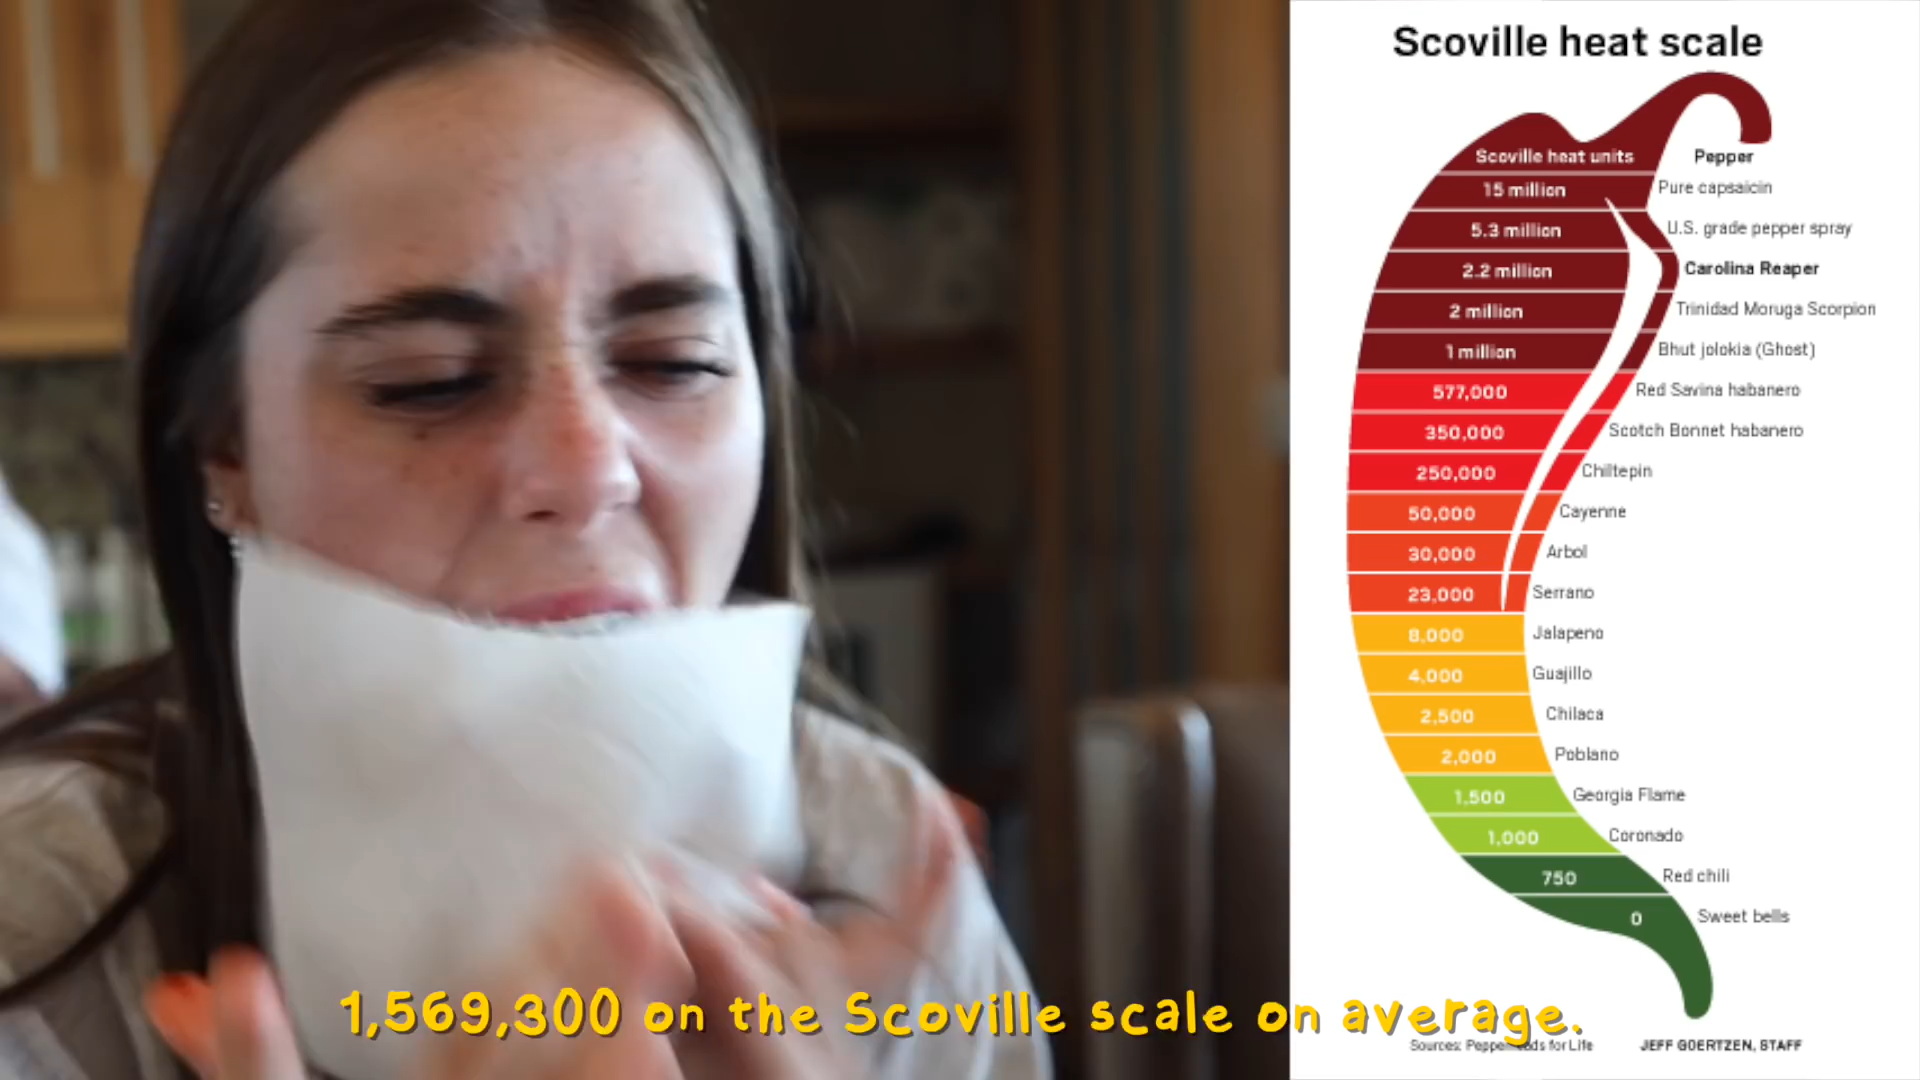 Scoville heat scale
Scoville heat units Pepper
15 million Pure capsaicin
5.3 million U.S. grade pepper spray
2.2 million Carolina Reaper
2 million Trinidad Moruga Scorpion
1 million Bhut jolokia (Ghost)
577,000 Red Savina habanero
350,000 Scotch Bonnet habanero
250,000 Chiltepin
50,000 Cayenne
30,000 Arbol
23,000 Serrano
8,000 Jalapeno
4,000 Guajillo
2,500 Chilaca
2,000 Poblano
1,500 Georgia Flame
1,000 Coronado
750 Red chili
0 Sweet bells
1,569,300 on the Scoville scale on average.
Sources: for Life JEFF GOERTZEN, STAFF